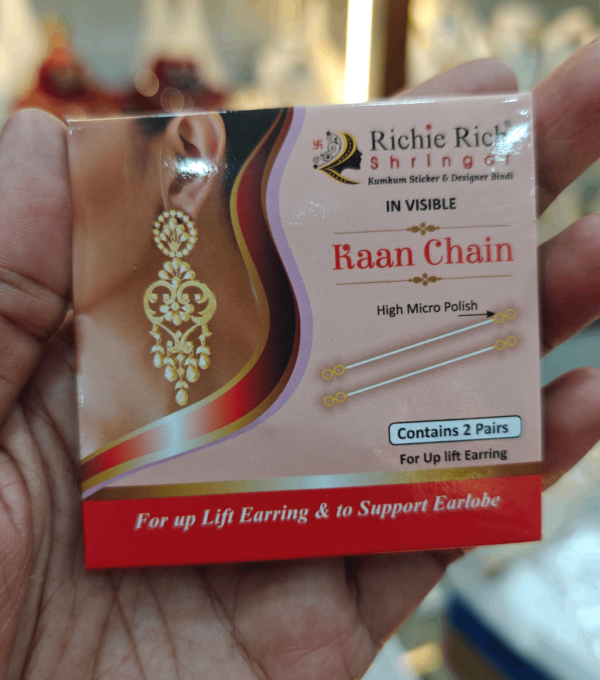 Richie Rich
Shringar
Kumkum Sticker & Designer Bindi
IN VISIBLE
Kaan Chain
High Micro Polish
Contains 2 Pairs
For Up lift Earring
For up Lift Earring & to Support Earlobe